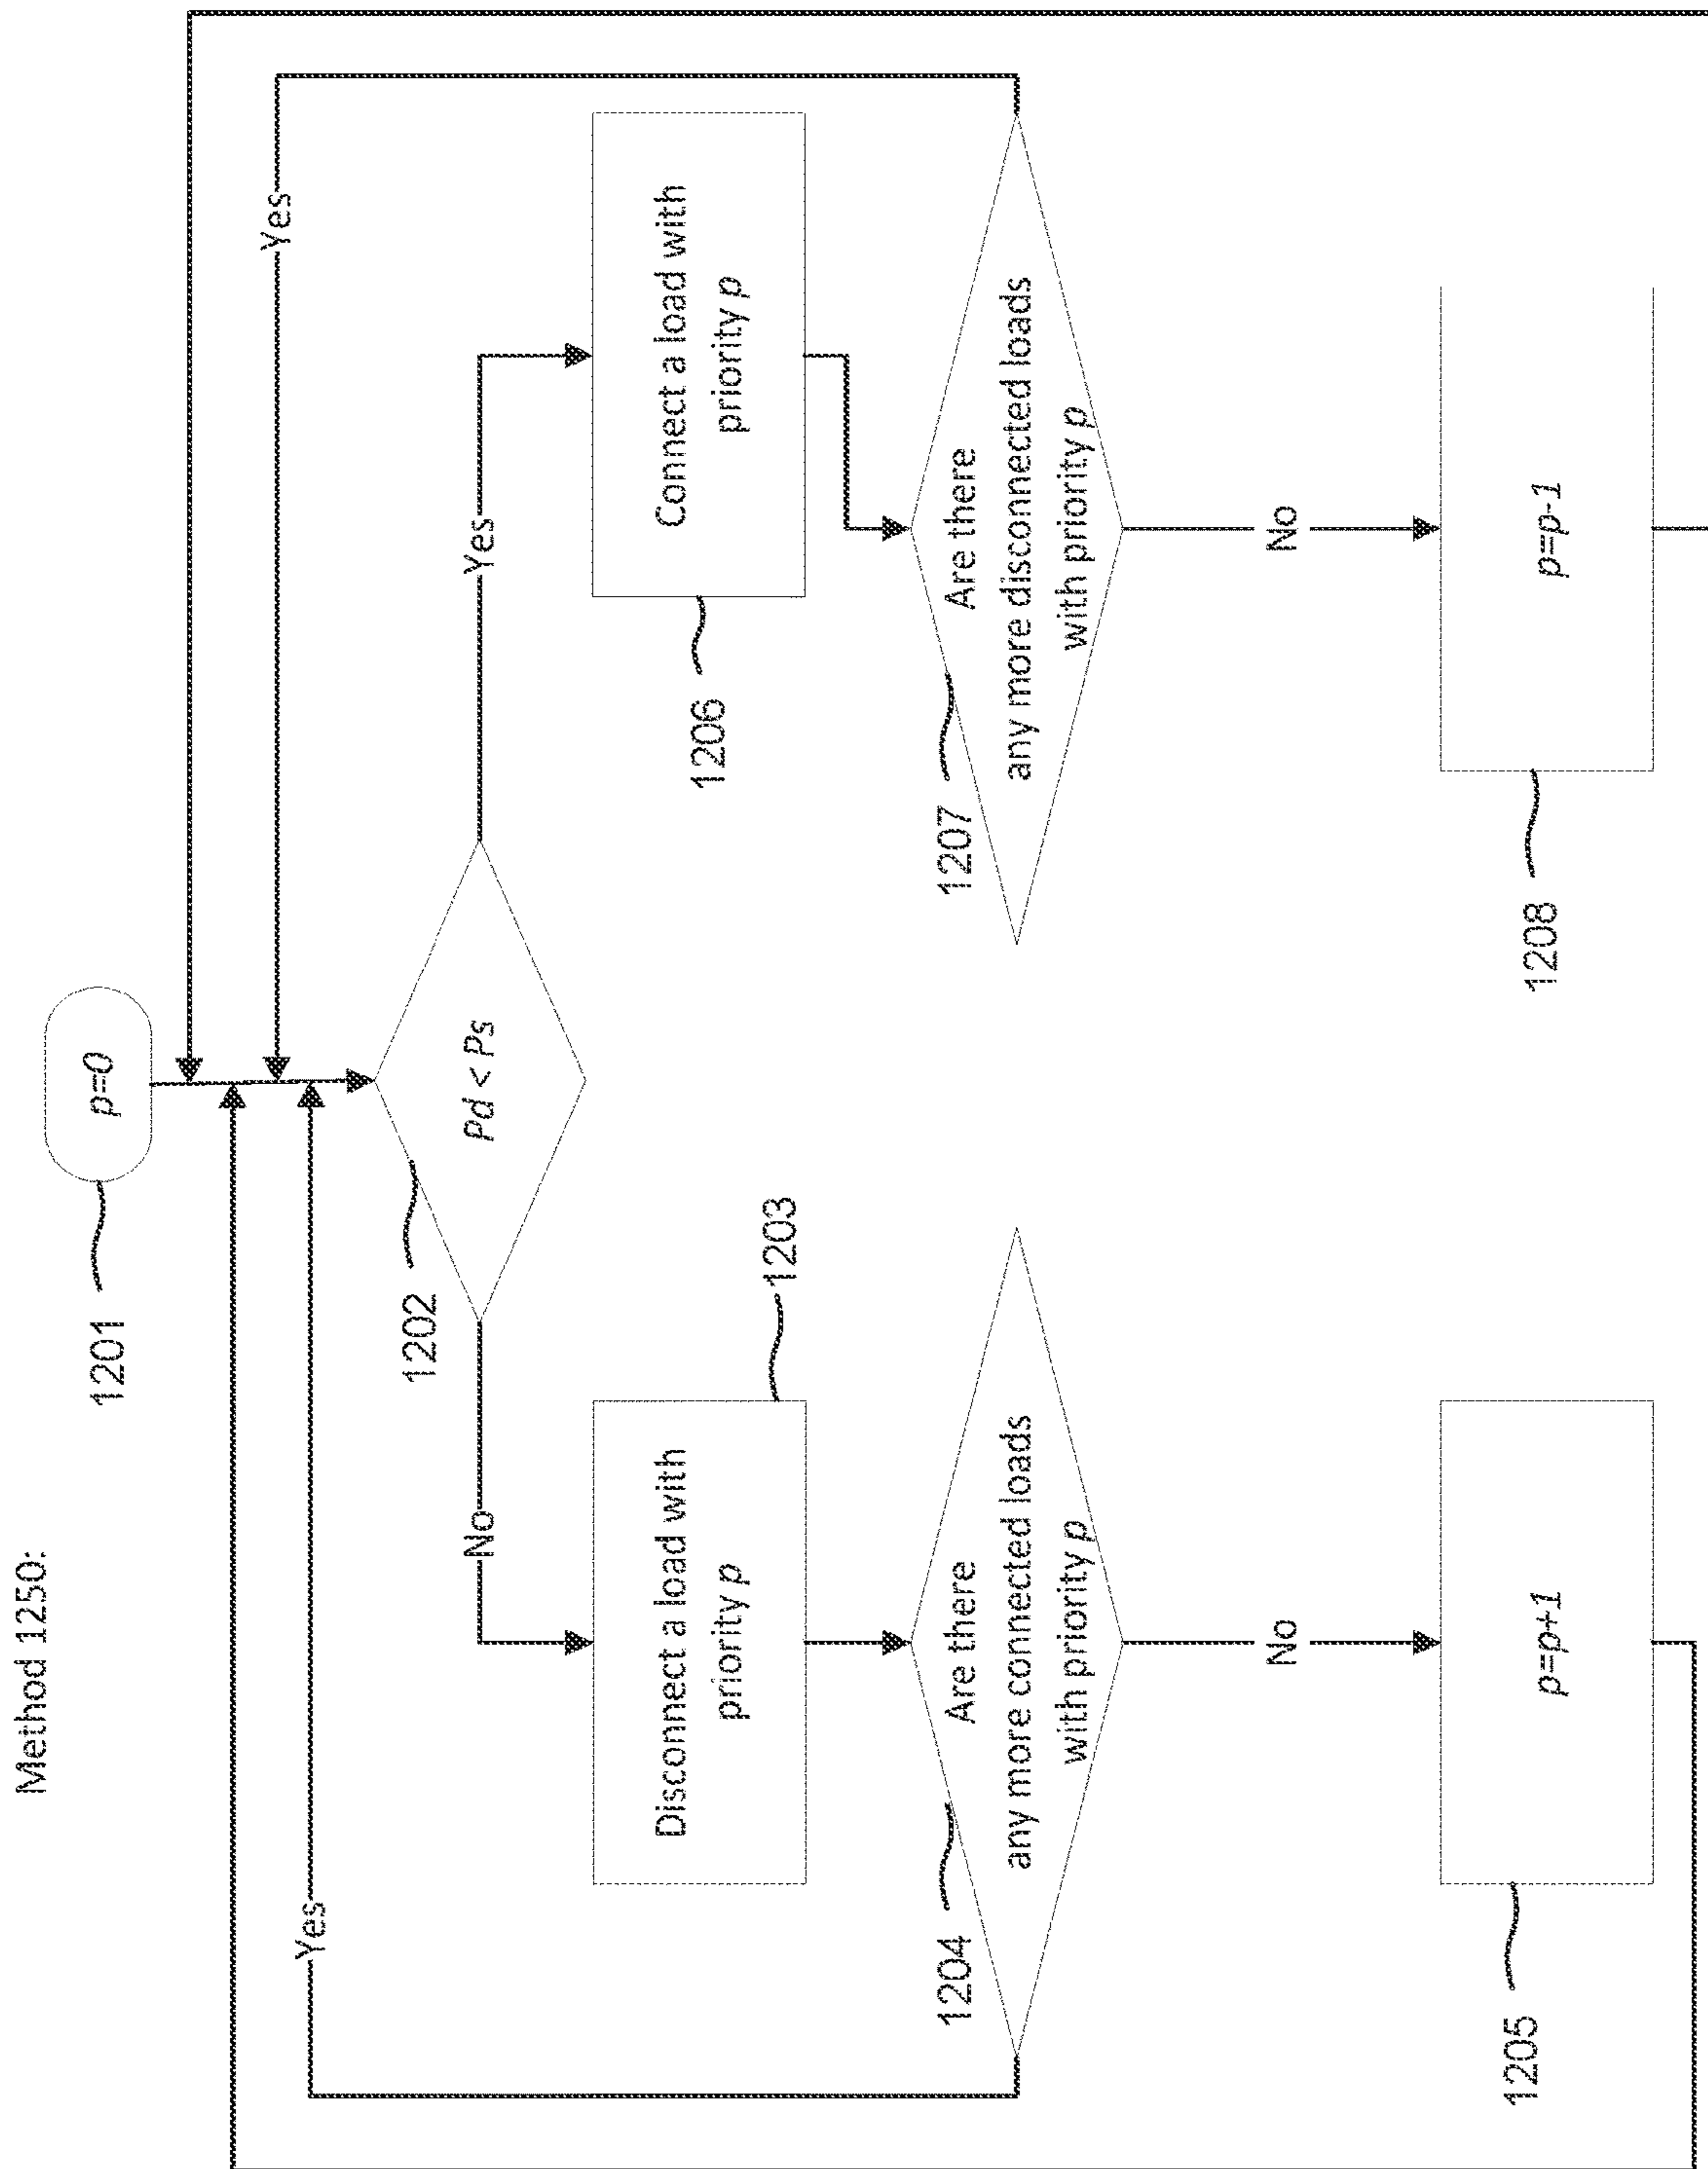 Method 1250:
1201
p=0
1202
Pd < Ps
No
Yes
Yes
Yes
Disconnect a load with
priority p
1203
1206
Connect a load with
priority p
1204
Are there
any more connected loads
with priority p
1207
Are there
any more disconnected loads
with priority p
No
No
1205
p=p+1
1208
p=p-1